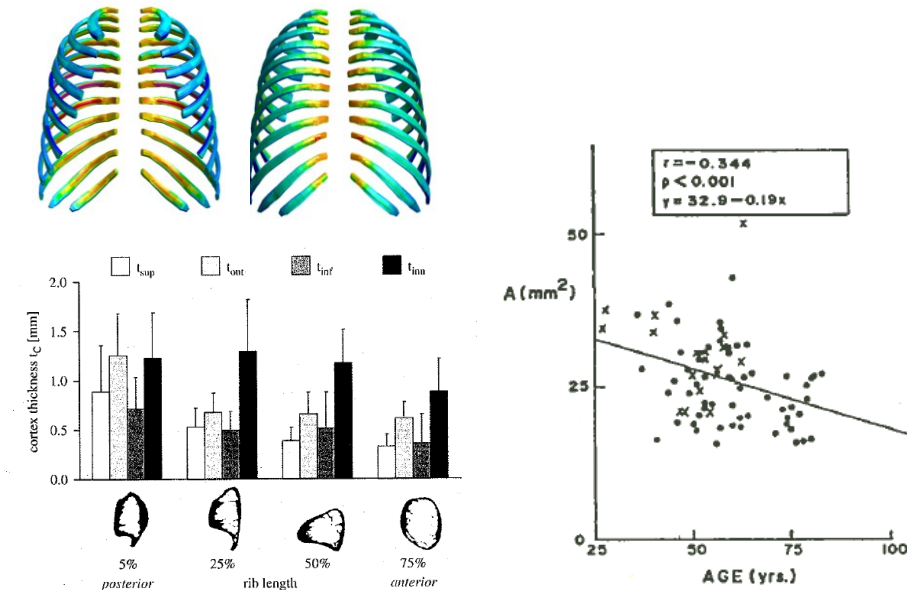 t_sup t_out t_inf t_inn
cortex thickness t_C [mm]
2.0
1.5
1.0
0.5
0.0
5% 25% 50% 75%
posterior rib length anterior
r=-0.344
p<0.001
y=32.9-0.19x
A(mm²)
50
25
0
25 50 75 100
AGE (yrs.)